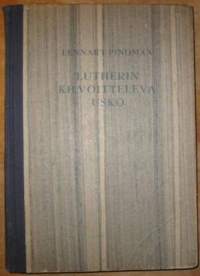 LENNART PINOMAA
LUTHERIN
KILVOITTELEVA
USKO